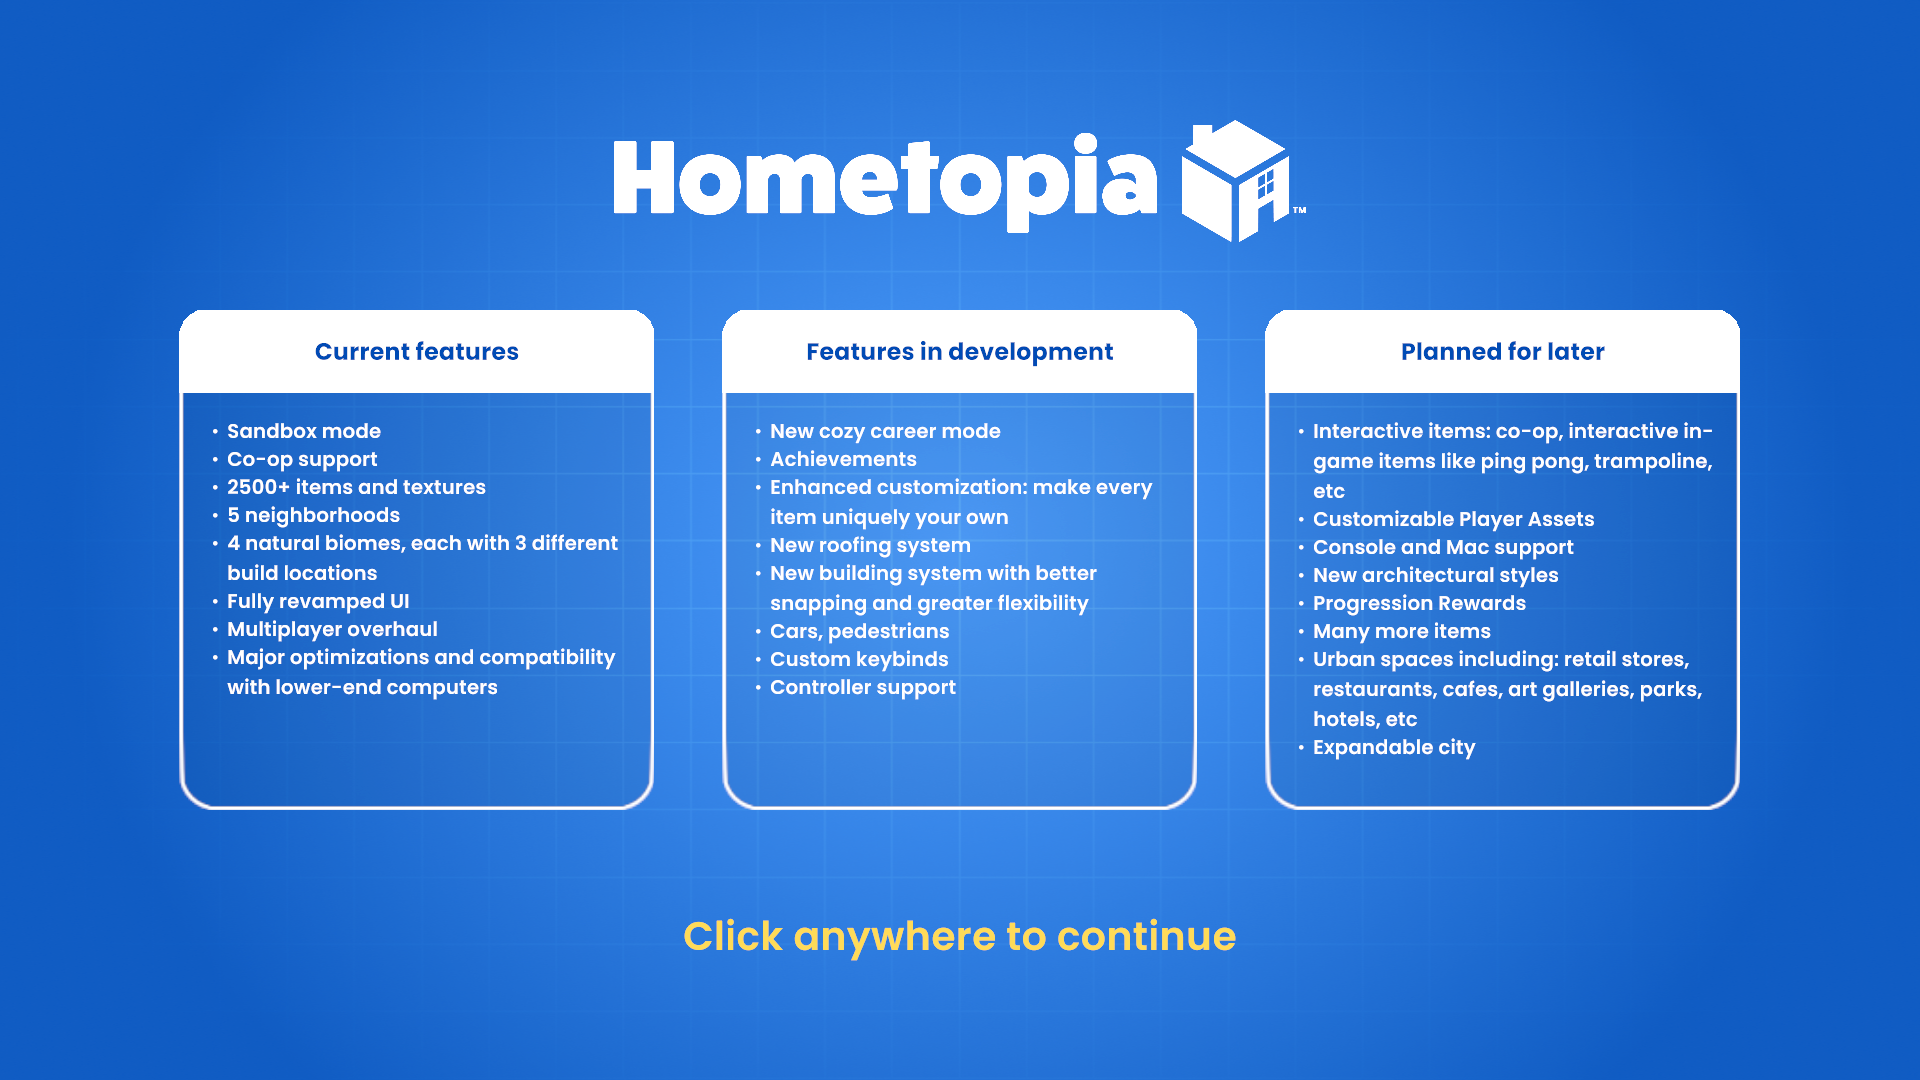 Hometopia
TM
Current features
• Sandbox mode
• Co-op support
• 2500+ items and textures
• 5 neighborhoods
• 4 natural biomes, each with 3 different
build locations
• Fully revamped UI
• Multiplayer overhaul
• Major optimizations and compatibility
with lower-end computers
Features in development
• New cozy career mode
• Achievements
• Enhanced customization: make every
item uniquely your own
• New roofing system
• New building system with better
snapping and greater flexibility
• Cars, pedestrians
• Custom keybinds
• Controller support
Planned for later
• Interactive items: co-op, interactive in-
game items like ping pong, trampoline,
etc
• Customizable Player Assets
• Console and Mac support
• New architectural styles
• Progression Rewards
• Many more items
• Urban spaces including: retail stores,
restaurants, cafes, art galleries, parks,
hotels, etc
• Expandable city
Click anywhere to continue